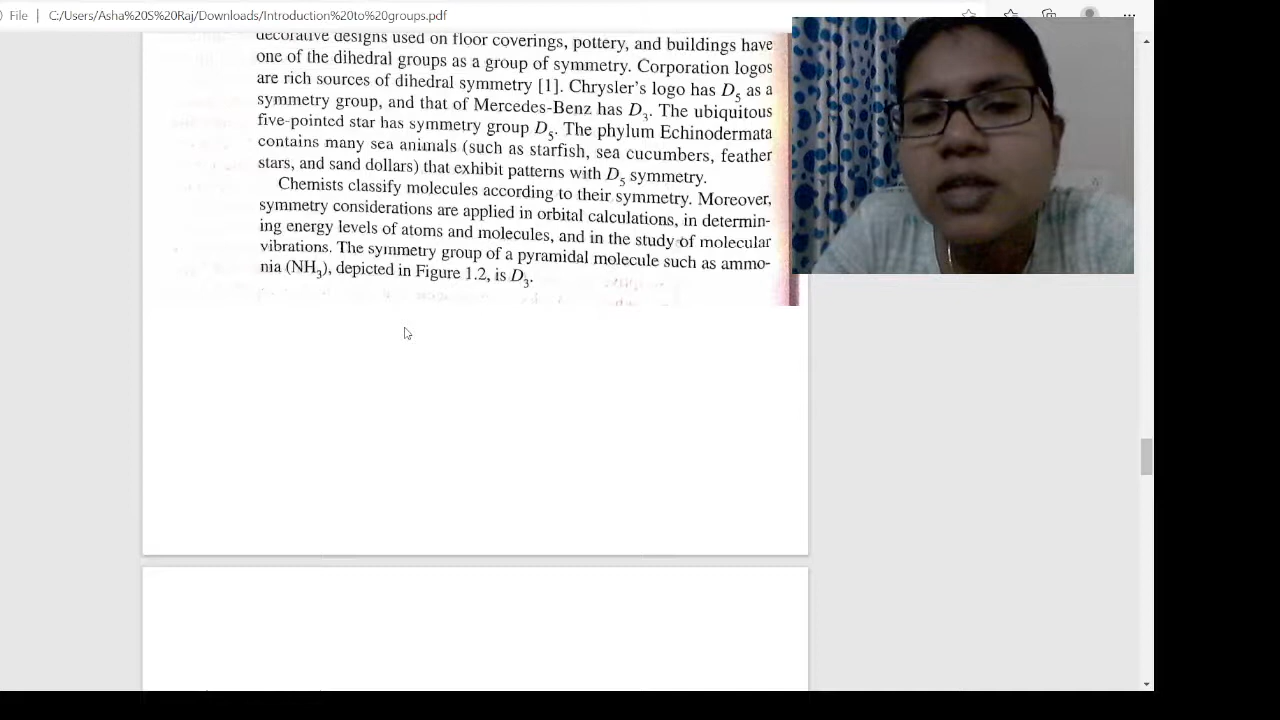 File | C:/Users/Asha%20S%20Raj/Downloads/Introduction%20to%20groups.pdf
decorative designs used on floor coverings, pottery, and buildings have
one of the dihedral groups as a group of symmetry. Corporation logos
are rich sources of dihedral symmetry [1]. Chrysler's logo has D₅ as a
symmetry group, and that of Mercedes-Benz has D₃. The ubiquitous
five-pointed star has symmetry group D₅. The phylum Echinodermata
contains many sea animals (such as starfish, sea cucumbers, feather
stars, and sand dollars) that exhibit patterns with D₅ symmetry.
Chemists classify molecules according to their symmetry. Moreover,
symmetry considerations are applied in orbital calculations, in determin-
ing energy levels of atoms and molecules, and in the study of molecular
vibrations. The symmetry group of a pyramidal molecule such as ammo-
nia (NH₃), depicted in Figure 1.2, is D₃.